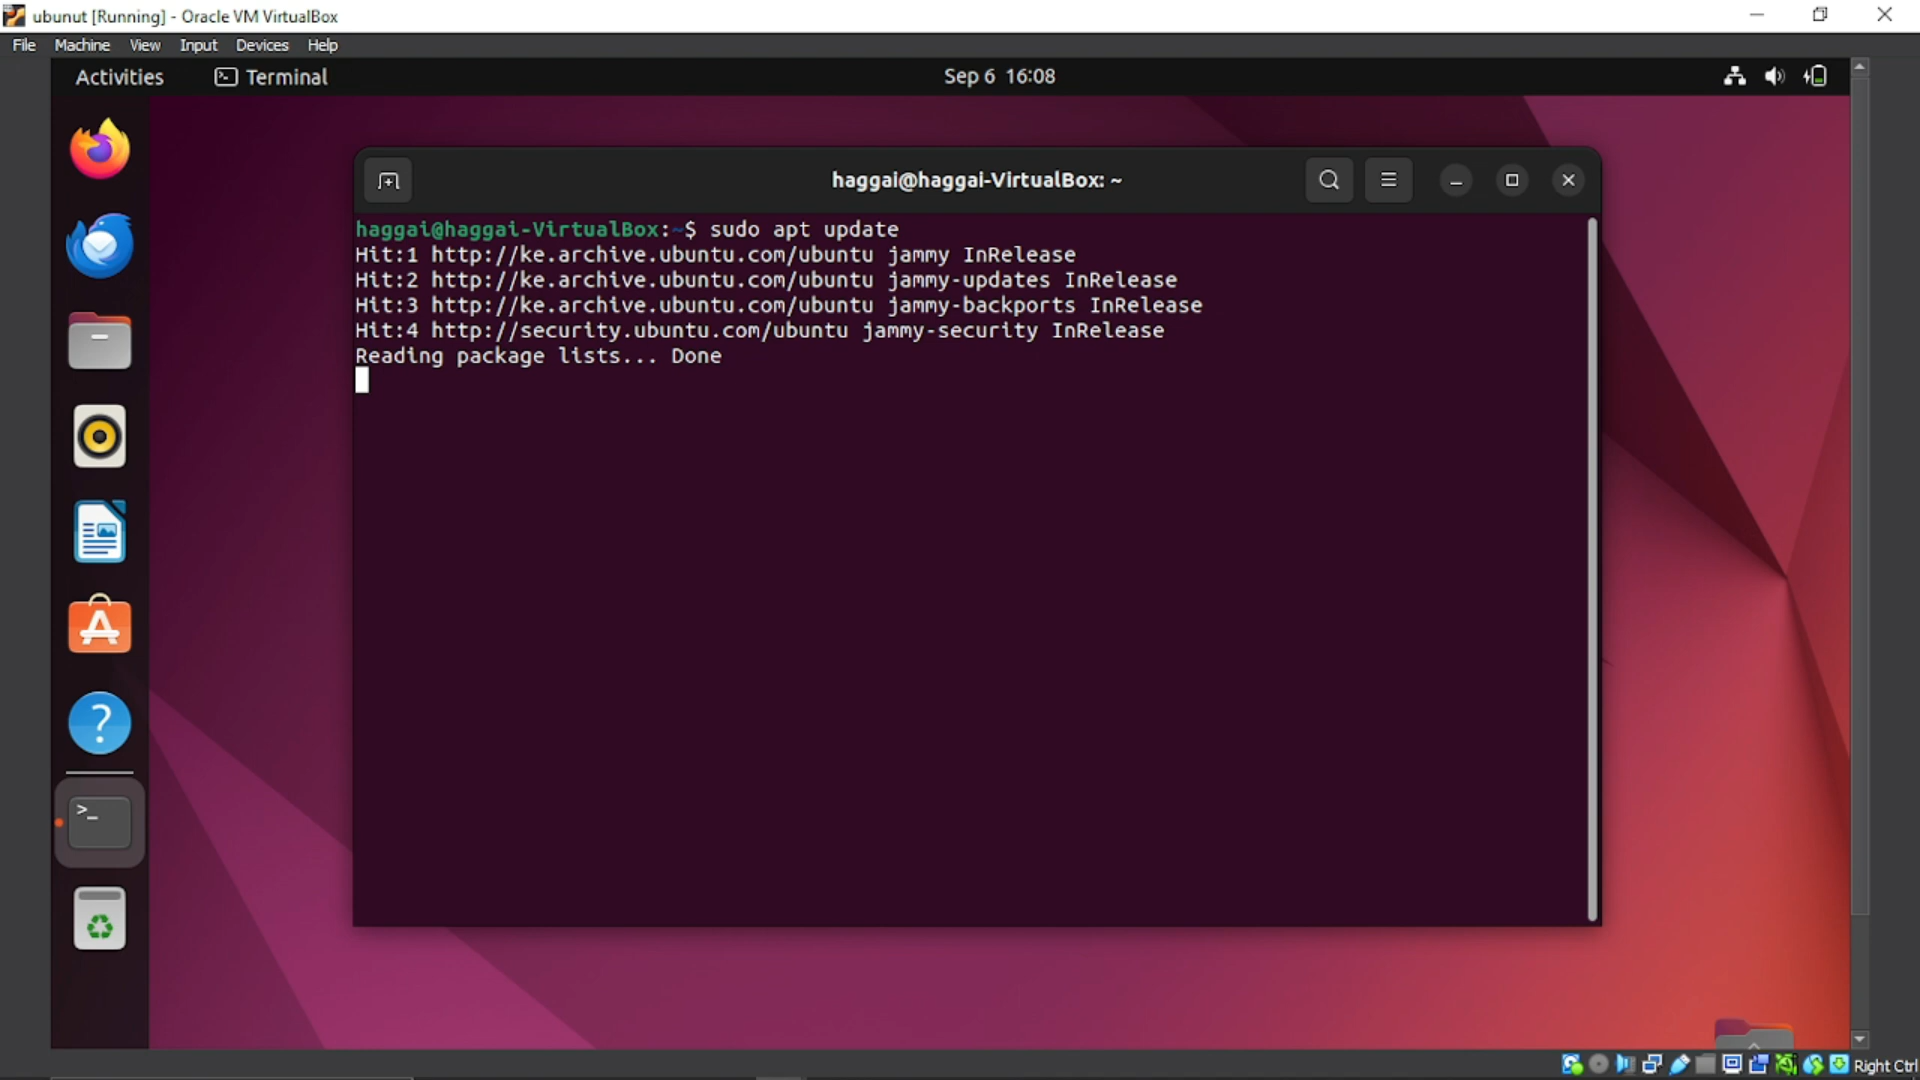 ubunut [Running] - Oracle VM VirtualBox
File Machine View Input Devices Help
Activities Terminal Sep 6 16:08
haggai@haggai-VirtualBox: ~
haggai@haggai-VirtualBox:~$ sudo apt update
Hit:1 http://ke.archive.ubuntu.com/ubuntu jammy InRelease
Hit:2 http://ke.archive.ubuntu.com/ubuntu jammy-updates InRelease
Hit:3 http://ke.archive.ubuntu.com/ubuntu jammy-backports InRelease
Hit:4 http://security.ubuntu.com/ubuntu jammy-security InRelease
Reading package lists... Done
Right Ctrl